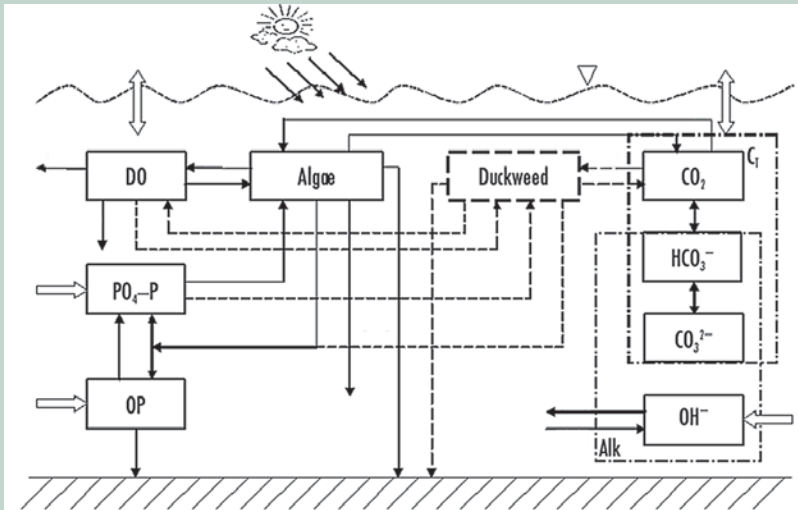 DO
Algae
Duckweed
CO₂
Cₜ
HCO₃⁻
PO₄–P
CO₃²⁻
OP
OH⁻
Alk